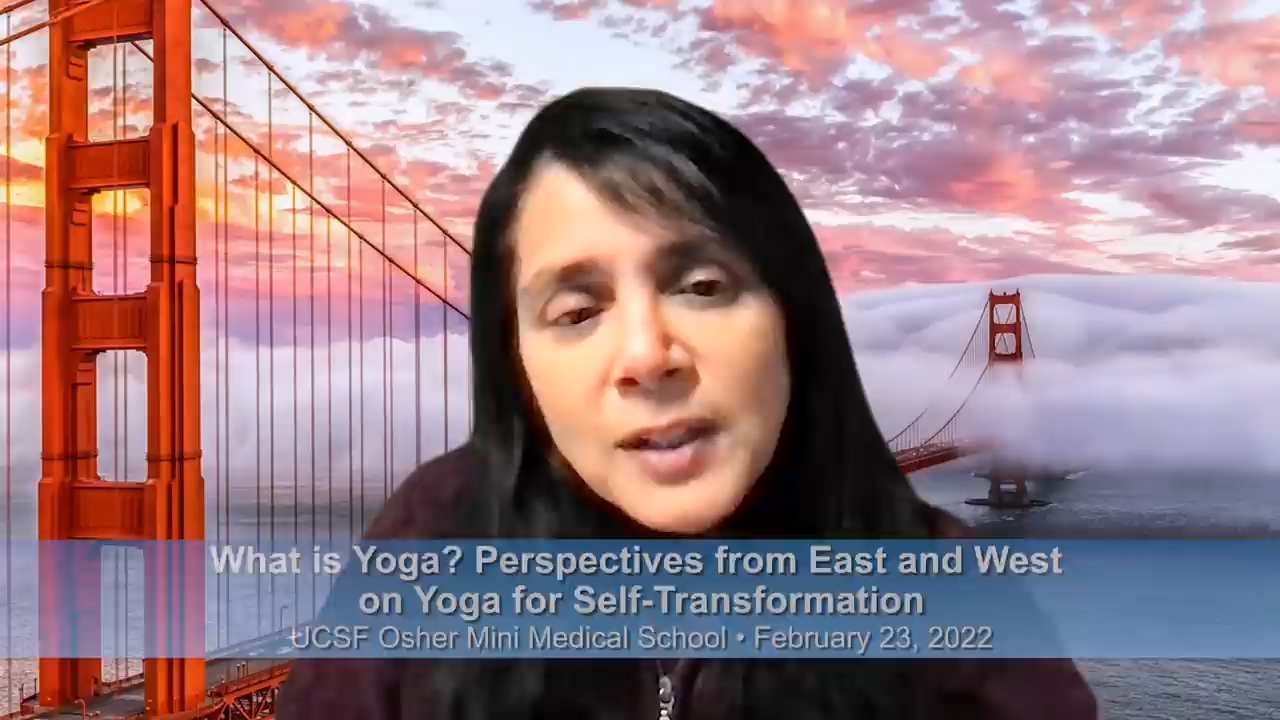 What is Yoga? Perspectives from East and West
on Yoga for Self-Transformation
UCSF Osher Mini Medical School • February 23, 2022